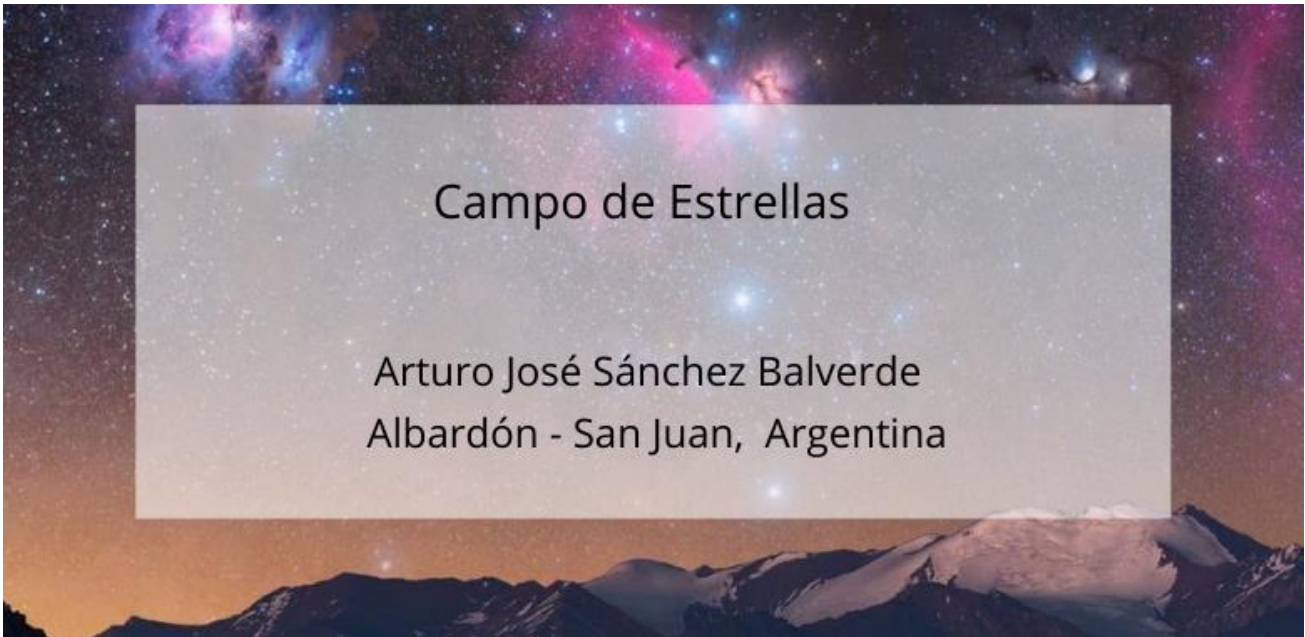 Campo de Estrellas
Arturo José Sánchez Balverde
Albardón - San Juan, Argentina